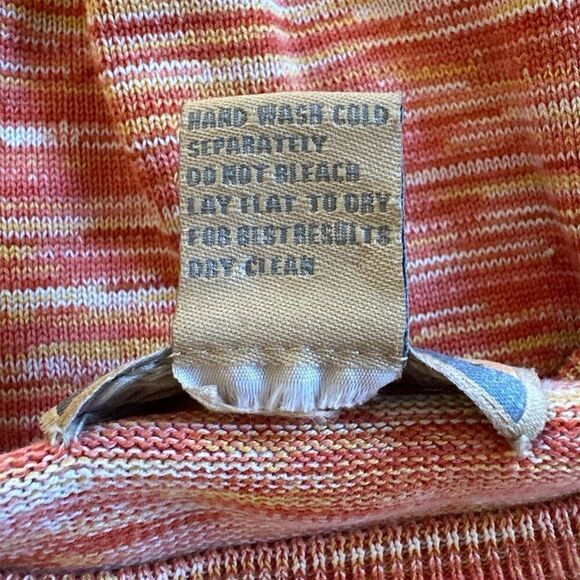 HAND WASH COLD
SEPARATELY
DO NOT BLEACH
LAY FLAT TO DRY
FOR BEST RESULTS
DRY CLEAN